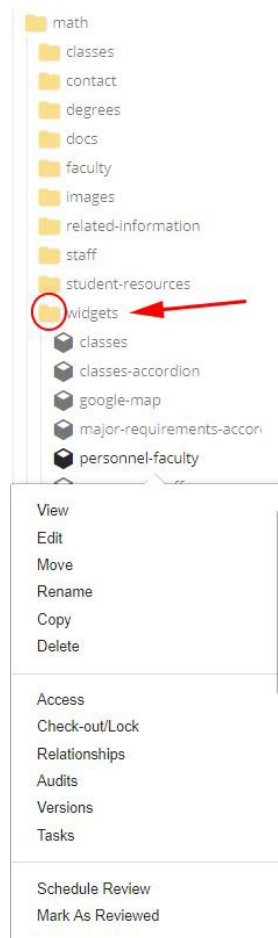 math
classes
contact
degrees
docs
faculty
images
related-information
staff
student-resources
widgets
classes
classes-accordion
google-map
major-requirements-accor
personnel-faculty
View
Edit
Move
Rename
Copy
Delete
Access
Check-out/Lock
Relationships
Audits
Versions
Tasks
Schedule Review
Mark As Reviewed